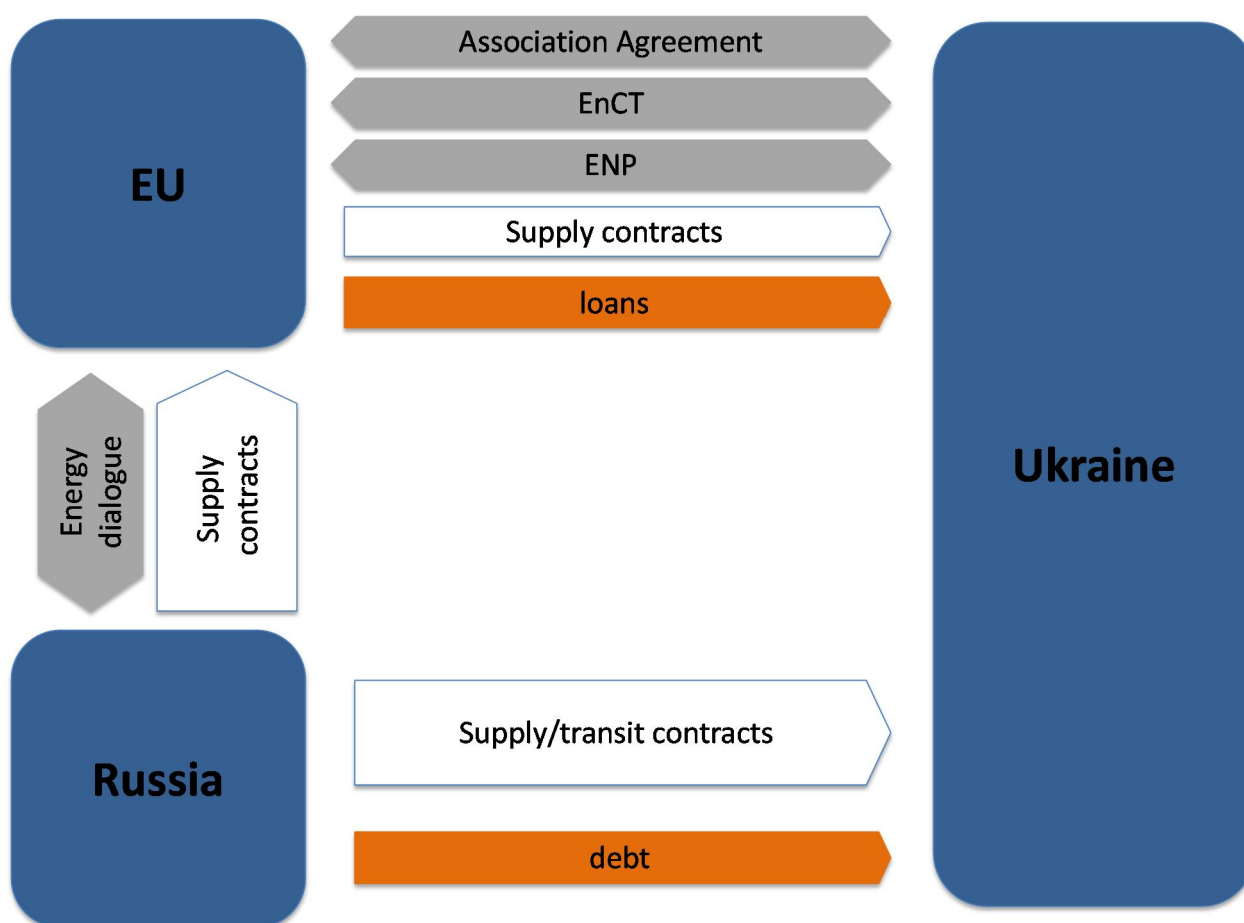 Association Agreement
EnCT
ENP
EU
Supply contracts
loans
Energy
dialogue
Supply
contracts
Ukraine
Supply/transit contracts
Russia
debt